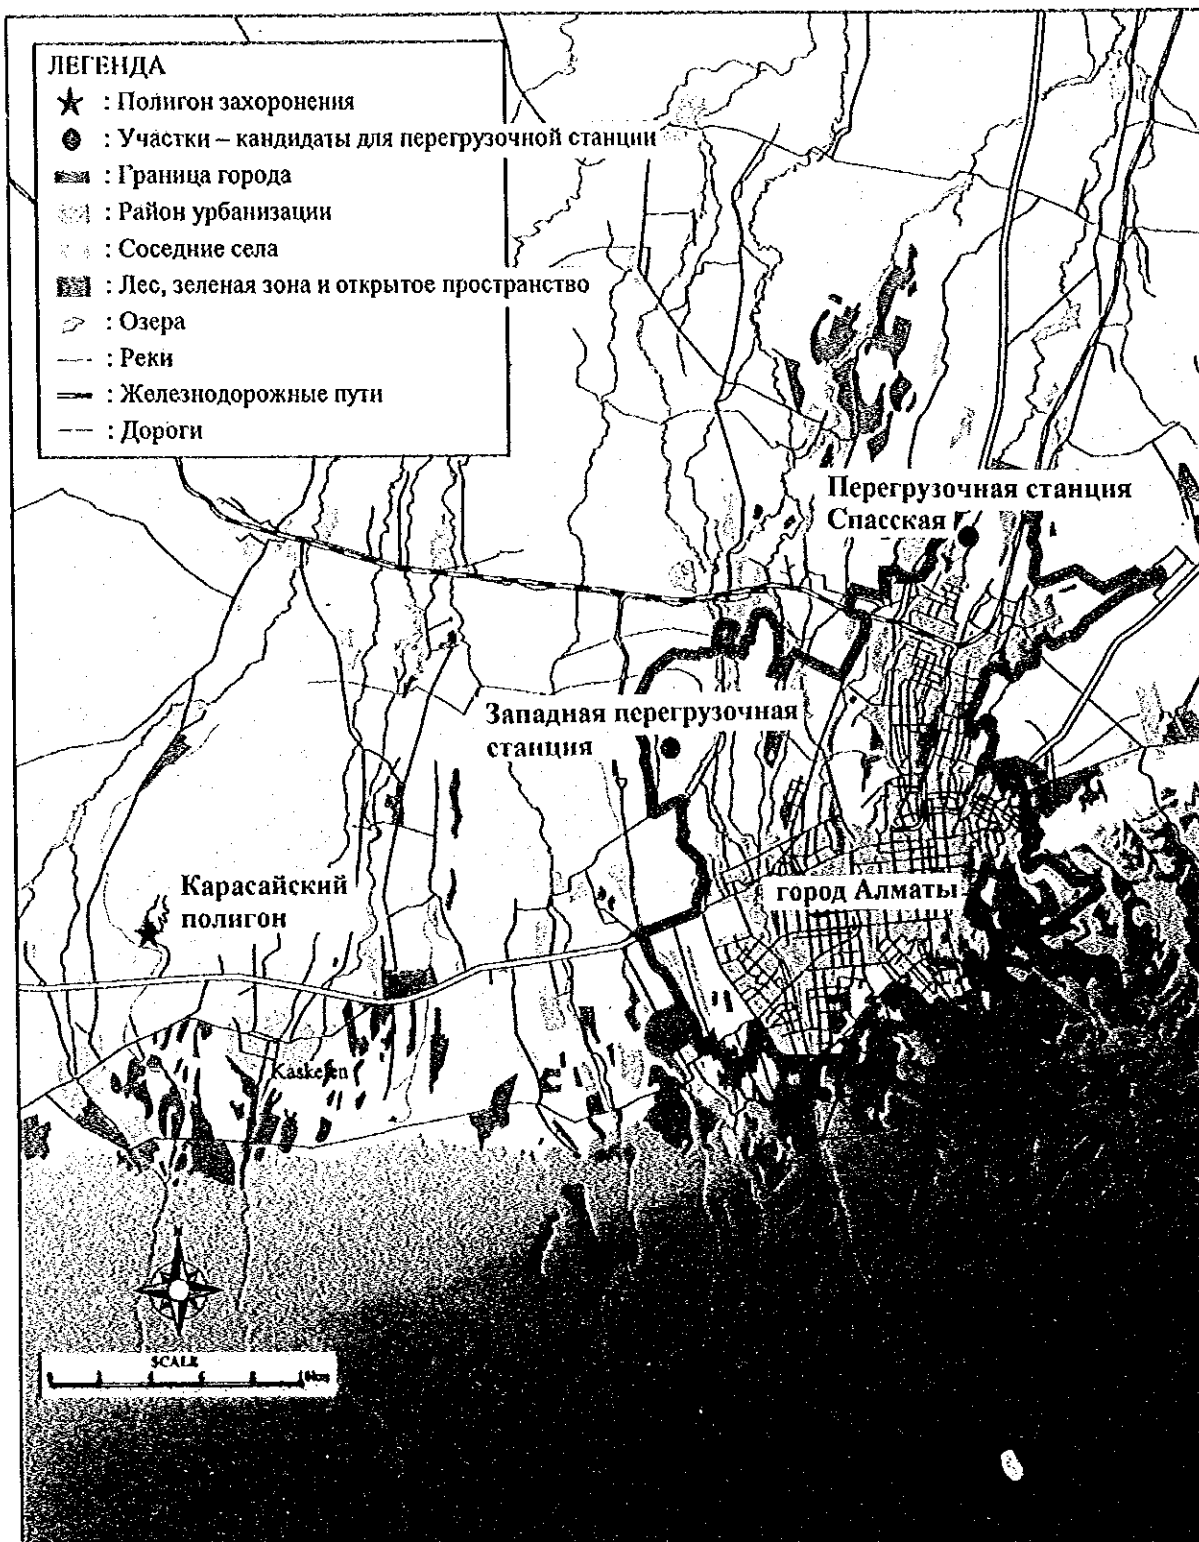 ЛЕГЕНДА
: Полигон захоронения
: Участки – кандидаты для перегрузочной станции
: Граница города
: Район урбанизации
: Соседние села
: Лес, зеленая зона и открытое пространство
: Озера
: Реки
: Железнодорожные пути
: Дороги
Перегрузочная станция
Спасская
Западная перегрузочная
станция
Карасайский
полигон
город Алматы
Kaskelen
N
SCALE